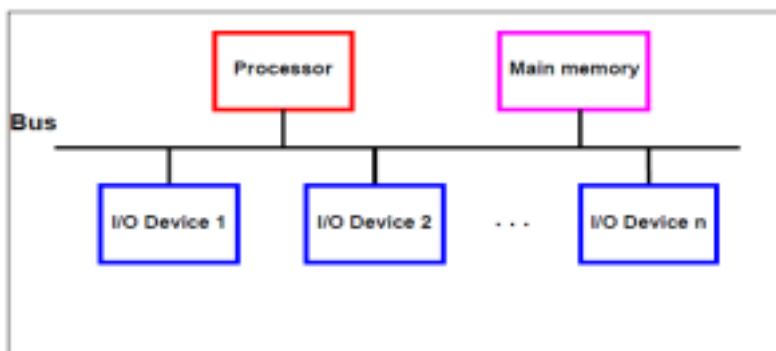 Processor
Main memory
Bus
I/O Device 1
I/O Device 2
. . .
I/O Device n